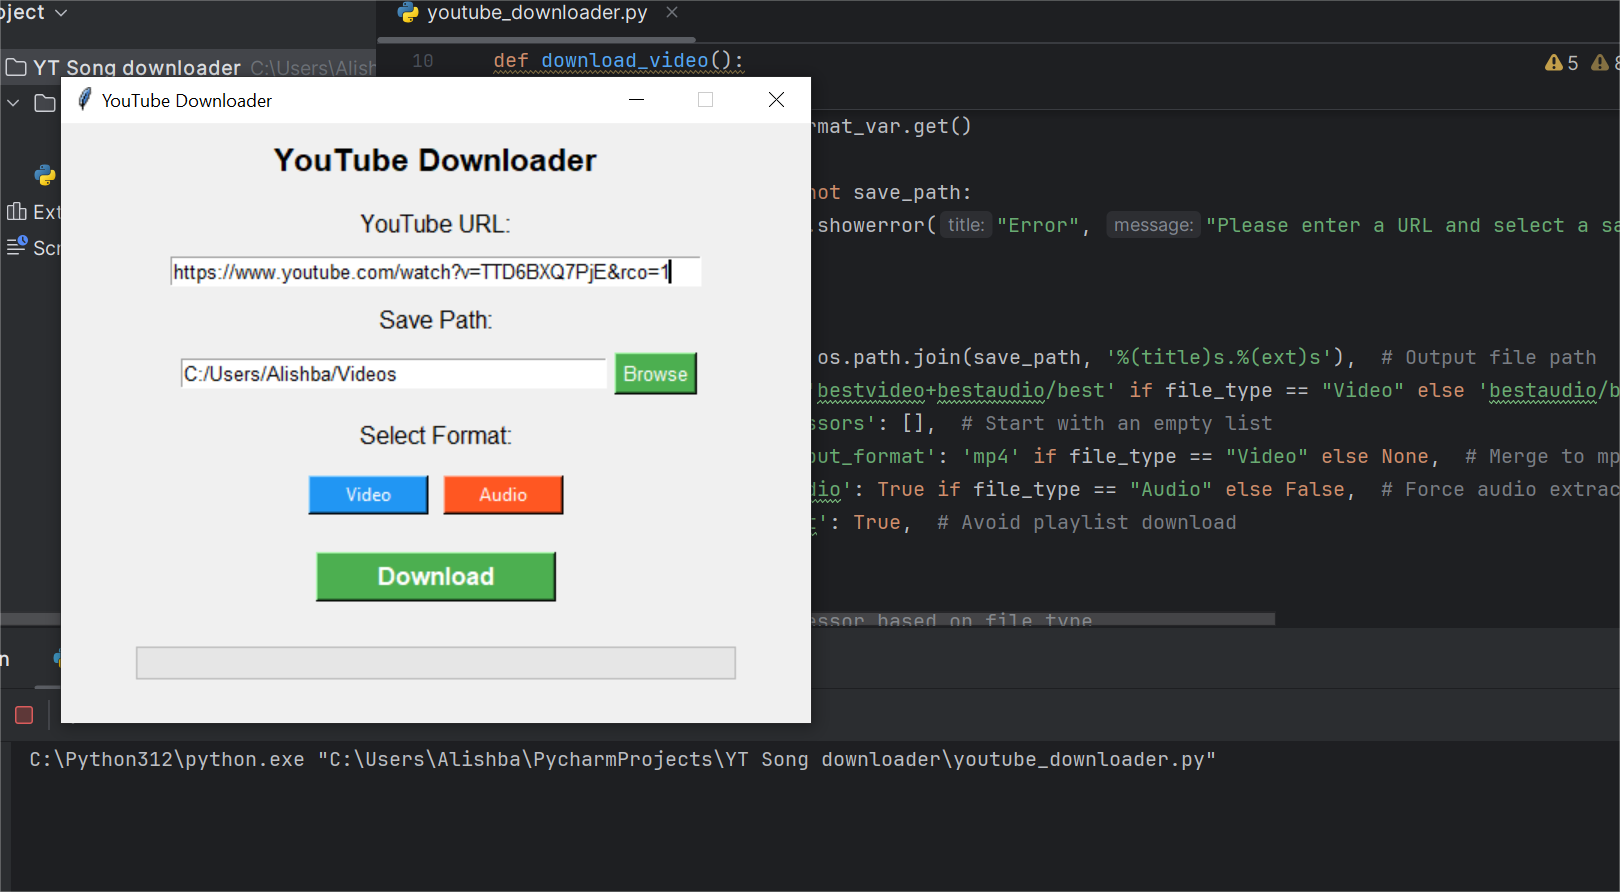 oject
youtube_downloader.py
YT Song downloader C:\Users\Alish
10 def download_video():
5
YouTube Downloader
rmat_var.get()
YouTube Downloader
not save_path:
Ext
YouTube URL:
.showerror( title: "Error", message: "Please enter a URL and select a sa
Scr
https://www.youtube.com/watch?v=TTD6BXQ7PjE&rco=1
Save Path:
os.path.join(save_path, '%(title)s.%(ext)s'), # Output file path
C:/Users/Alishba/Videos
Browse
bestvideo+bestaudio/best' if file_type == "Video" else 'bestaudio/b
ssors': [], # Start with an empty list
Select Format:
out_format': 'mp4' if file_type == "Video" else None, # Merge to mp
Video Audio
dio': True if file_type == "Audio" else False, # Force audio extrac
t': True, # Avoid playlist download
Download
essor based on file type
n
C:\Python312\python.exe "C:\Users\Alishba\PycharmProjects\YT Song downloader\youtube_downloader.py"